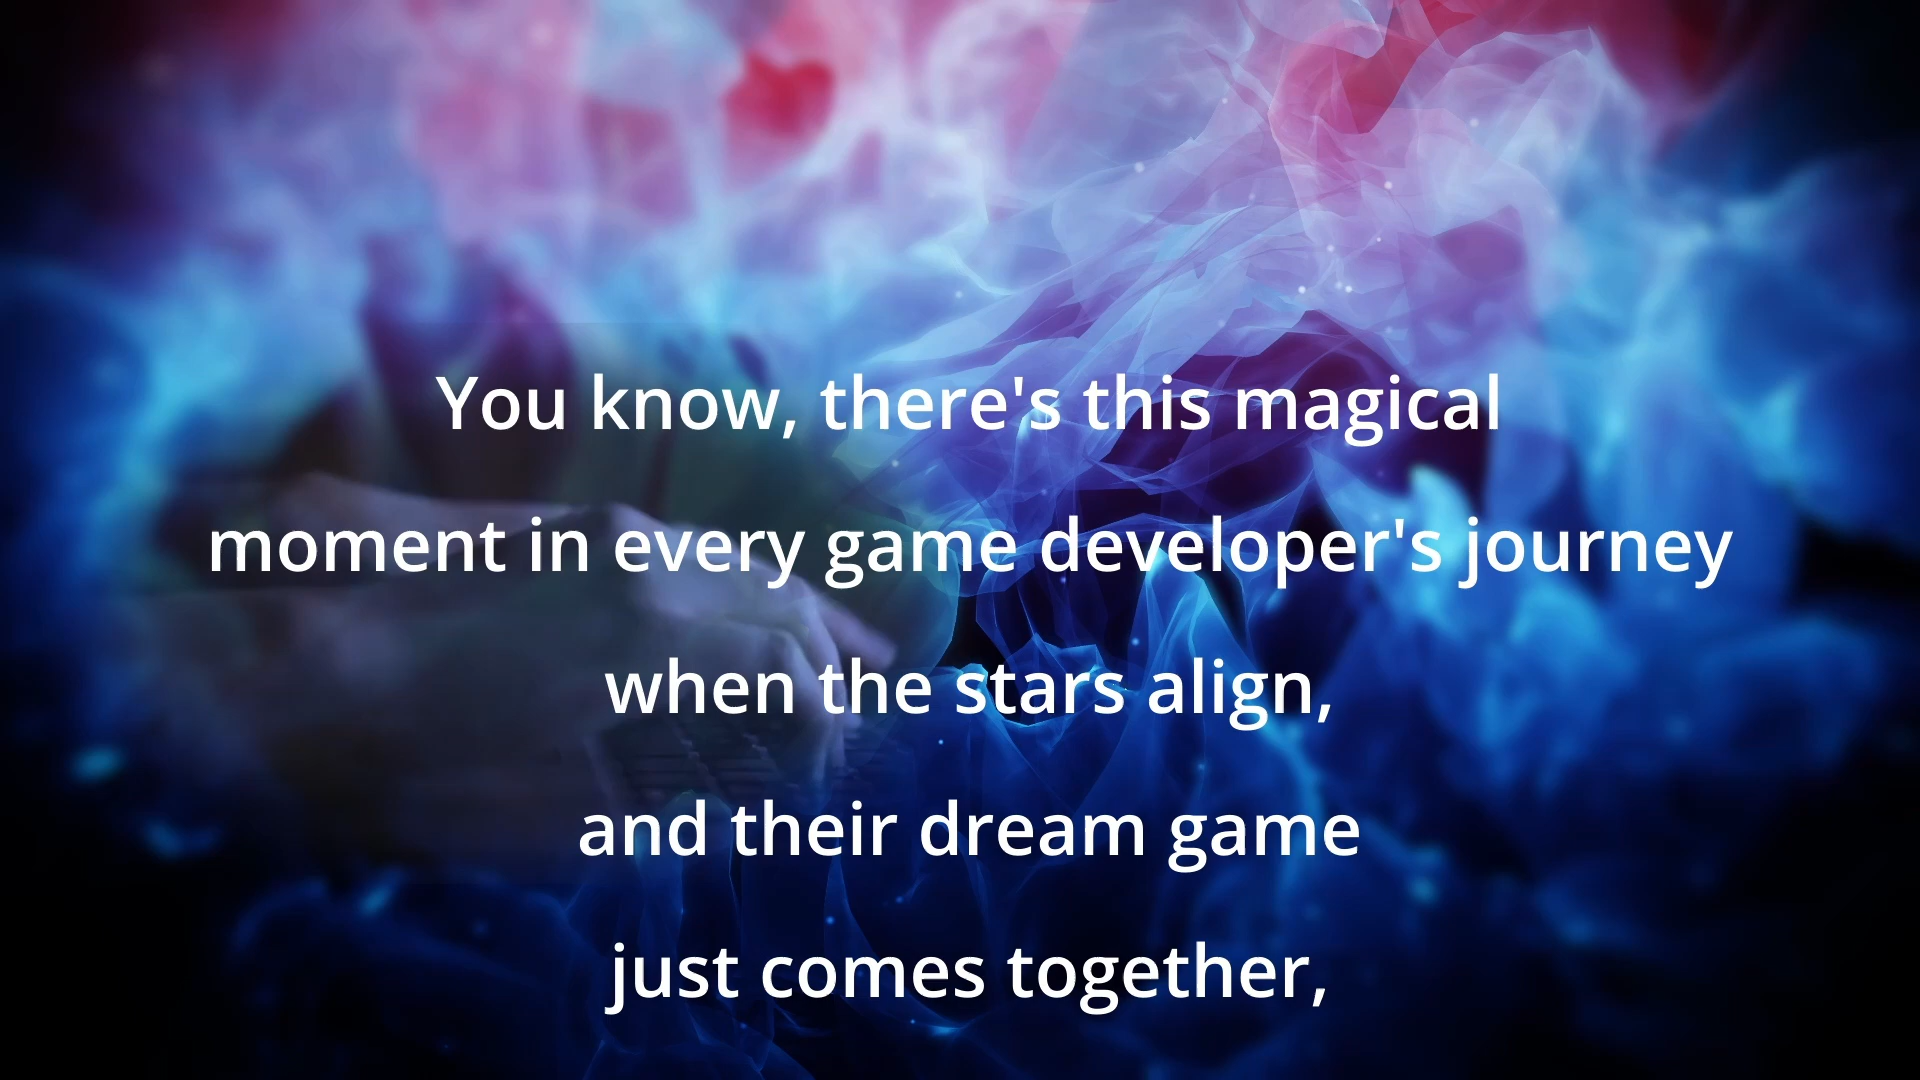 You know, there's this magical
moment in every game developer's journey
when the stars align,
and their dream game
just comes together,